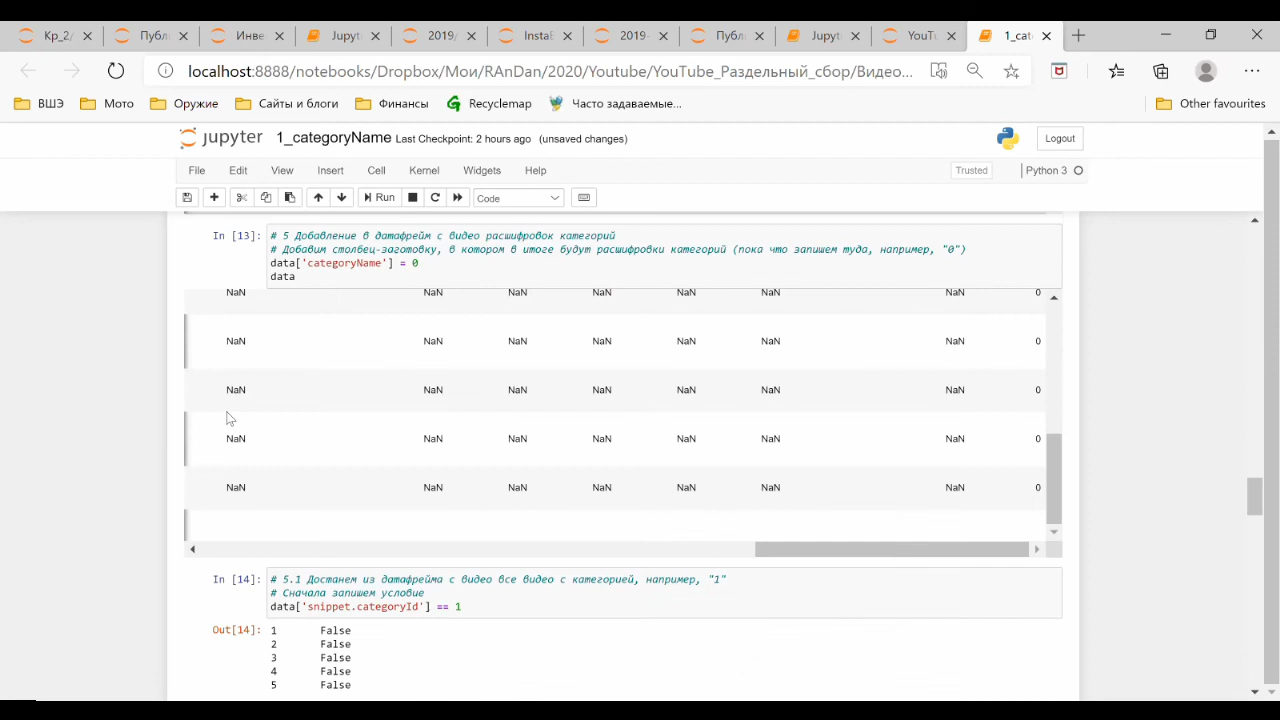 Кр_2/
Публ
Инве
Jupyt
2019/
InstaE
2019-
Публ
Jupyt
YouTu
1_cate
localhost:8888/notebooks/Dropbox/Мои/RAnDan/2020/Youtube/YouTube_Раздельный_сбор/Видео...
ВШЭ Мото Оружие Сайты и блоги Финансы Recyclemap Часто задаваемые... Other favourites
jupyter 1_categoryName Last Checkpoint: 2 hours ago (unsaved changes) Logout
File Edit View Insert Cell Kernel Widgets Help Trusted Python 3
Run Code
In [13]: # 5 Добавление в датафрейм с видео расшифровок категорий
# Добавим столбец-заготовку, в котором в итоге будут расшифровки категорий (пока что запишем туда, например, "0")
data['categoryName'] = 0
data
NaN NaN NaN NaN NaN NaN 0
NaN NaN NaN NaN NaN NaN 0
NaN NaN NaN NaN NaN NaN 0
NaN NaN NaN NaN NaN NaN 0
NaN NaN NaN NaN NaN NaN 0
In [14]: # 5.1 Достанем из датафрейма с видео все видео с категорией, например, "1"
# Сначала запишем условие
data['snippet.categoryId'] == 1
Out[14]: 1 False
2 False
3 False
4 False
5 False